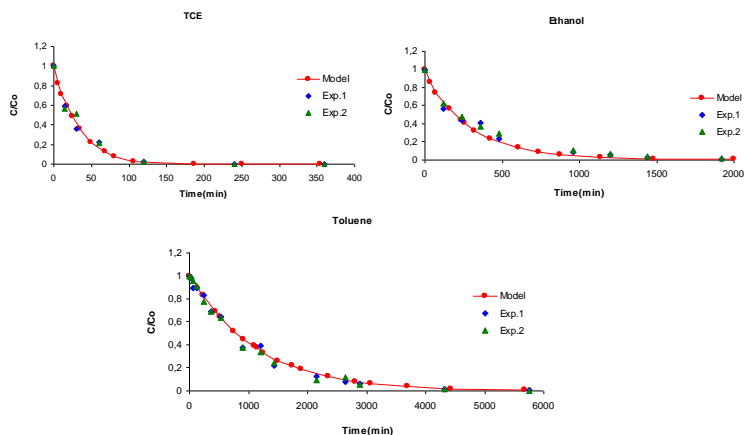 TCE
1,2
1
0,8
0,6
0,4
0,2
0
C/Co
0 50 100 150 200 250 300 350 400
Time(min)
Model
Exp.1
Exp.2
Ethanol
1,2
1
0,8
0,6
0,4
0,2
0
C/Co
0 500 1000 1500 2000
Time(min)
Model
Exp.1
Exp.2
Toluene
1,2
1
0,8
0,6
0,4
0,2
0
C/Co
0 1000 2000 3000 4000 5000 6000
Time(min)
Model
Exp.1
Exp.2